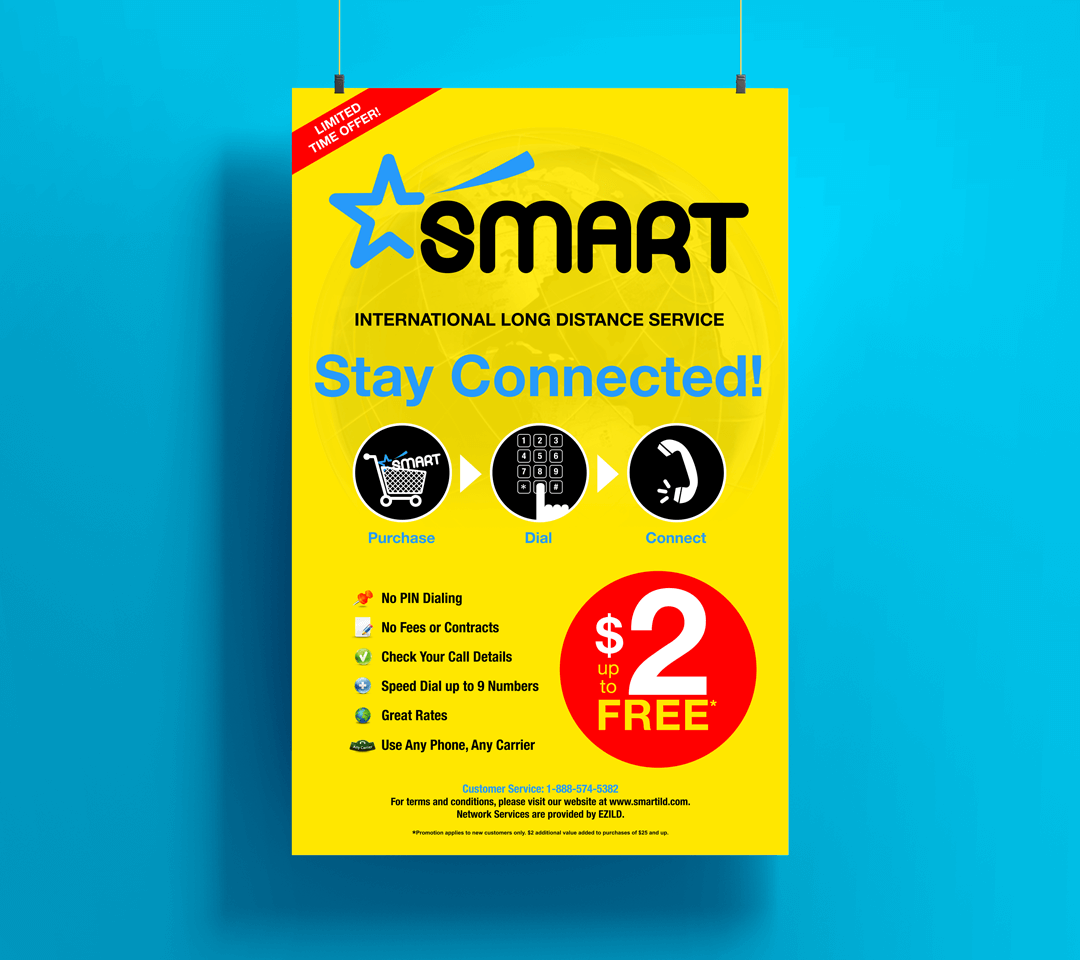 LIMITED
TIME OFFER!
SMART
INTERNATIONAL LONG DISTANCE SERVICE
Stay Connected!
SMART
1 2 3
4 5 6
7 8 9
* #
Purchase
Dial
Connect
No PIN Dialing
No Fees or Contracts
Check Your Call Details
Speed Dial up to 9 Numbers
Great Rates
Use Any Phone, Any Carrier
$2
up
to
FREE*
Customer Service: 1-888-574-5382
For terms and conditions, please visit our website at www.smartild.com.
Network Services are provided by EZILD.
*Promotion applies to new customers only. $2 additional value added to purchases of $25 and up.